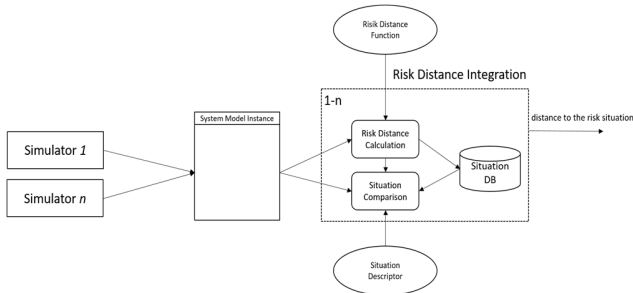 Risik Distance
Function
Risk Distance Integration
1-n
System Model Instance
distance to the risk situation
Risk Distance
Calculation
Simulator 1
Situation
DB
Situation
Comparison
Simulator n
Situation
Descriptor